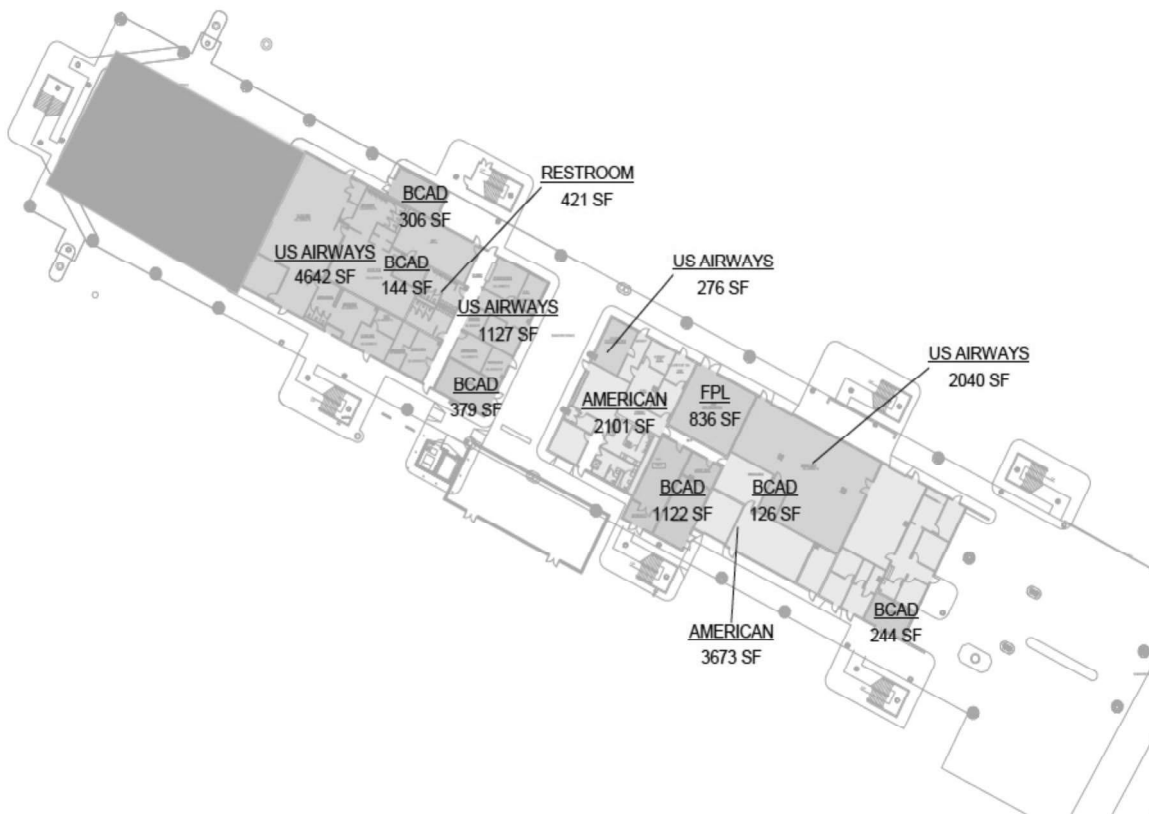 RESTROOM
421 SF
BCAD
306 SF
US AIRWAYS
4642 SF
BCAD
144 SF
US AIRWAYS
276 SF
US AIRWAYS
1127 SF
US AIRWAYS
2040 SF
BCAD
379 SF
AMERICAN
2101 SF
FPL
836 SF
BCAD
1122 SF
BCAD
126 SF
BCAD
244 SF
AMERICAN
3673 SF